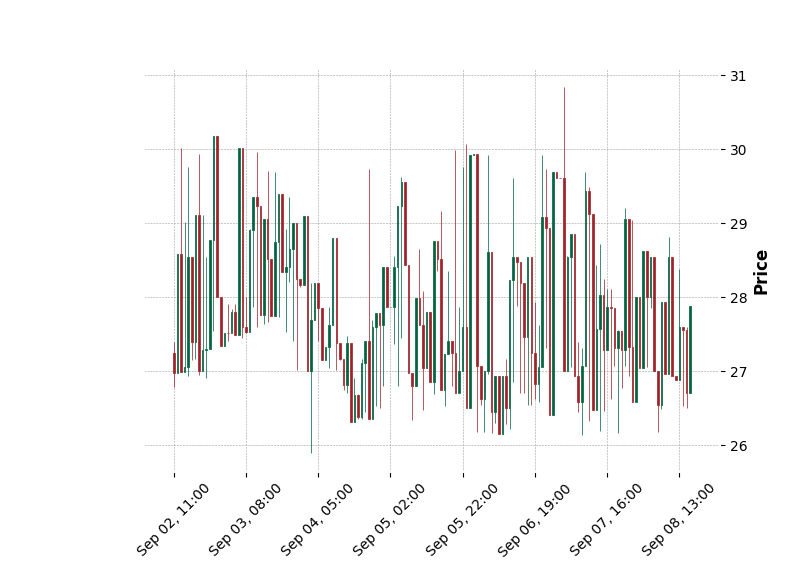 31
30
29
28
27
26
Price
Sep 02, 11:00
Sep 03, 08:00
Sep 04, 05:00
Sep 05, 02:00
Sep 05, 22:00
Sep 06, 19:00
Sep 07, 16:00
Sep 08, 13:00